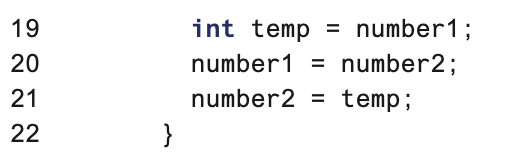 19 int temp = number1;
20 number1 = number2;
21 number2 = temp;
22 }